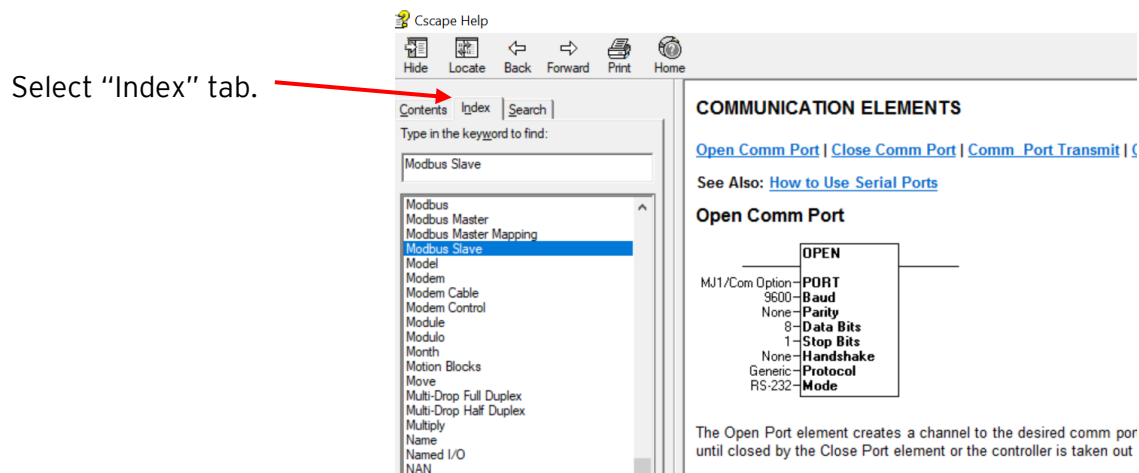 Cscape Help
Hide Locate Back Forward Print Home
Select “Index” tab.
Contents Index Search
Type in the keyword to find:
Modbus Slave
Modbus
Modbus Master
Modbus Master Mapping
Modbus Slave
Model
Modem
Modem Cable
Modem Control
Module
Modulo
Month
Motion Blocks
Move
Multi-Drop Full Duplex
Multi-Drop Half Duplex
Multiply
Name
Named I/O
NAN
COMMUNICATION ELEMENTS
Open Comm Port | Close Comm Port | Comm Port Transmit |
See Also: How to Use Serial Ports
Open Comm Port
OPEN
MJ1/Com Option PORT
9600 Baud
None Parity
8 Data Bits
1 Stop Bits
None Handshake
Generic Protocol
RS-232 Mode
The Open Port element creates a channel to the desired comm por
until closed by the Close Port element or the controller is taken out